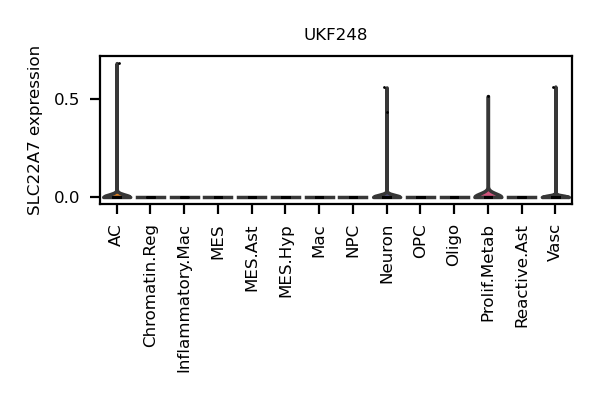 UKF248
SLC22A7 expression
0.5
0.0
AC
Chromatin.Reg
Inflammatory.Mac
MES
MES.Ast
MES.Hyp
Mac
NPC
Neuron
OPC
Oligo
Prolif.Metab
Reactive.Ast
Vasc